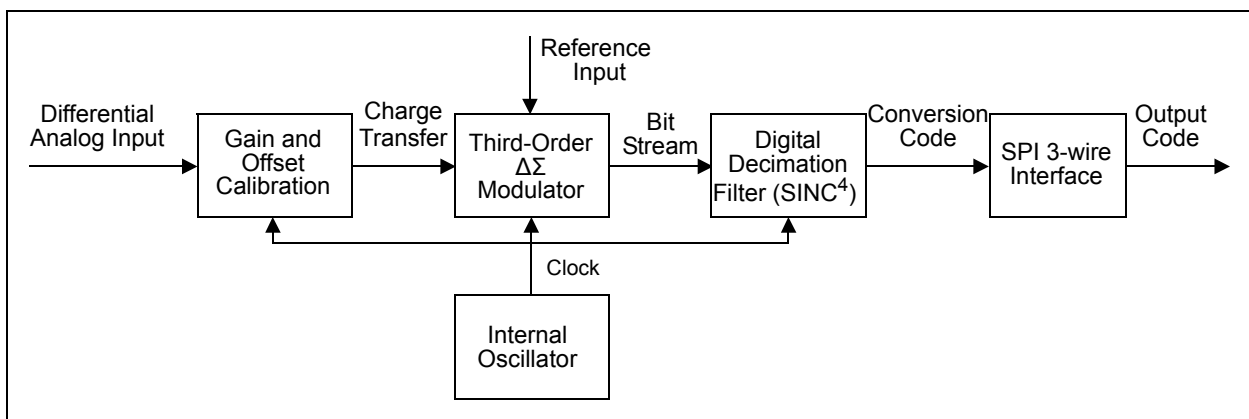 Reference
Input
Differential
Analog Input
Gain and
Offset
Calibration
Charge
Transfer
Third-Order
ΔΣ
Modulator
Bit
Stream
Digital
Decimation
Filter (SINC⁴)
Conversion
Code
SPI 3-wire
Interface
Output
Code
Clock
Internal
Oscillator